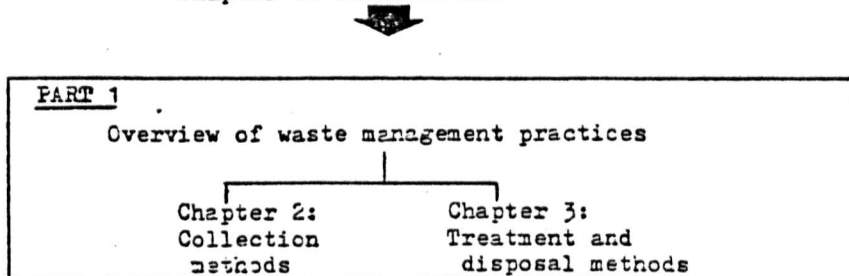 PART 1
Overview of waste management practices
Chapter 2: Chapter 3:
Collection Treatment and
methods disposal methods